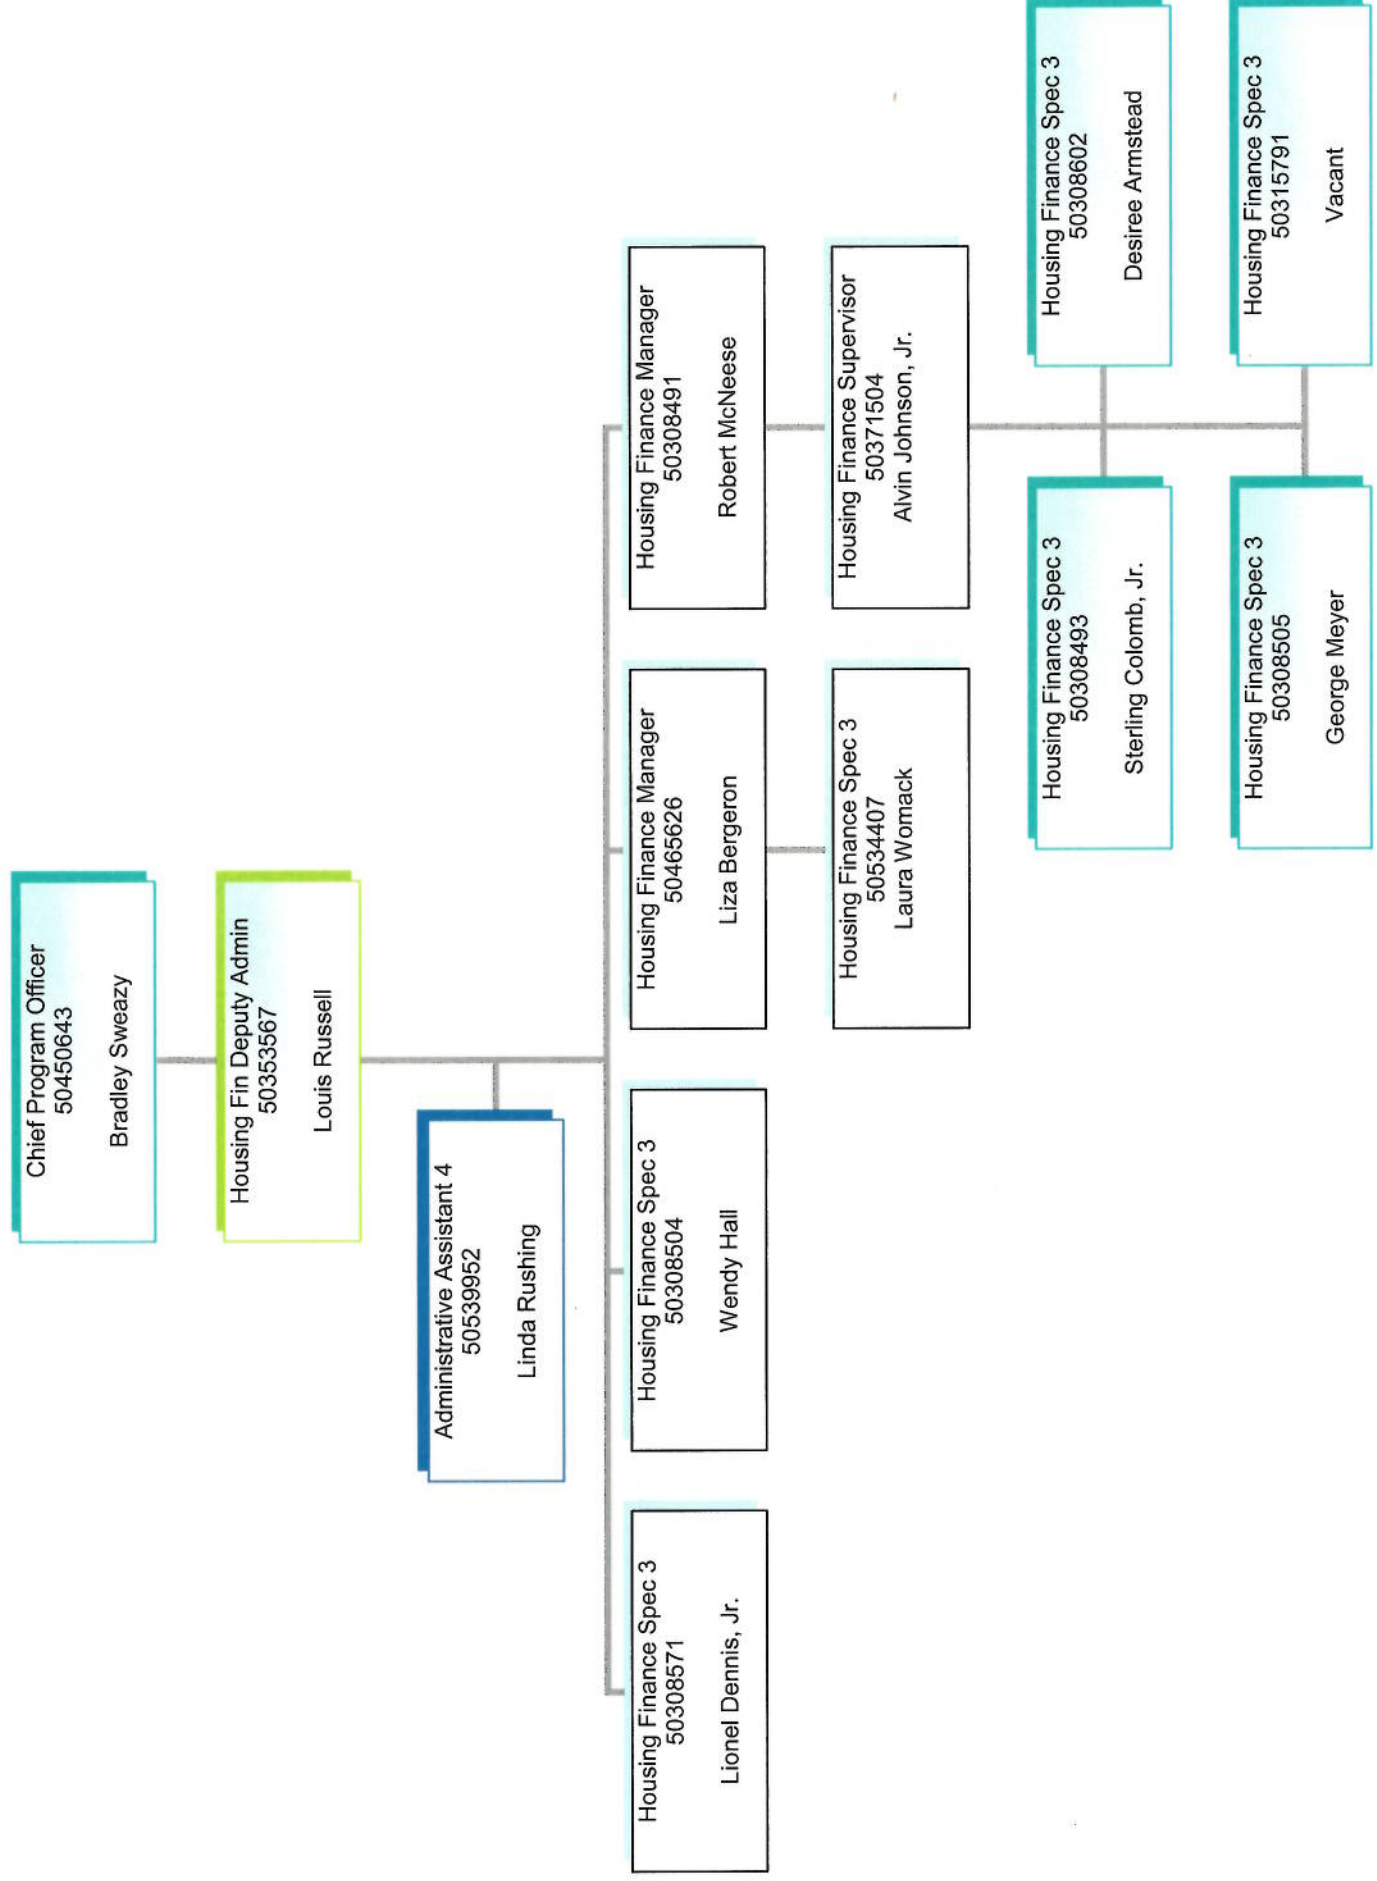 Chief Program Officer
50450643
Bradley Sweazy
Housing Fin Deputy Admin
50353567
Louis Russell
Administrative Assistant 4
50539952
Linda Rushing
Housing Finance Spec 3
50308571
Lionel Dennis, Jr.
Housing Finance Spec 3
50308504
Wendy Hall
Housing Finance Manager
50465626
Liza Bergeron
Housing Finance Manager
50308491
Robert McNeese
Housing Finance Spec 3
50534407
Laura Womack
Housing Finance Supervisor
50371504
Alvin Johnson, Jr.
Housing Finance Spec 3
50308493
Sterling Colomb, Jr.
Housing Finance Spec 3
50308602
Desiree Armstead
Housing Finance Spec 3
50308505
George Meyer
Housing Finance Spec 3
50315791
Vacant